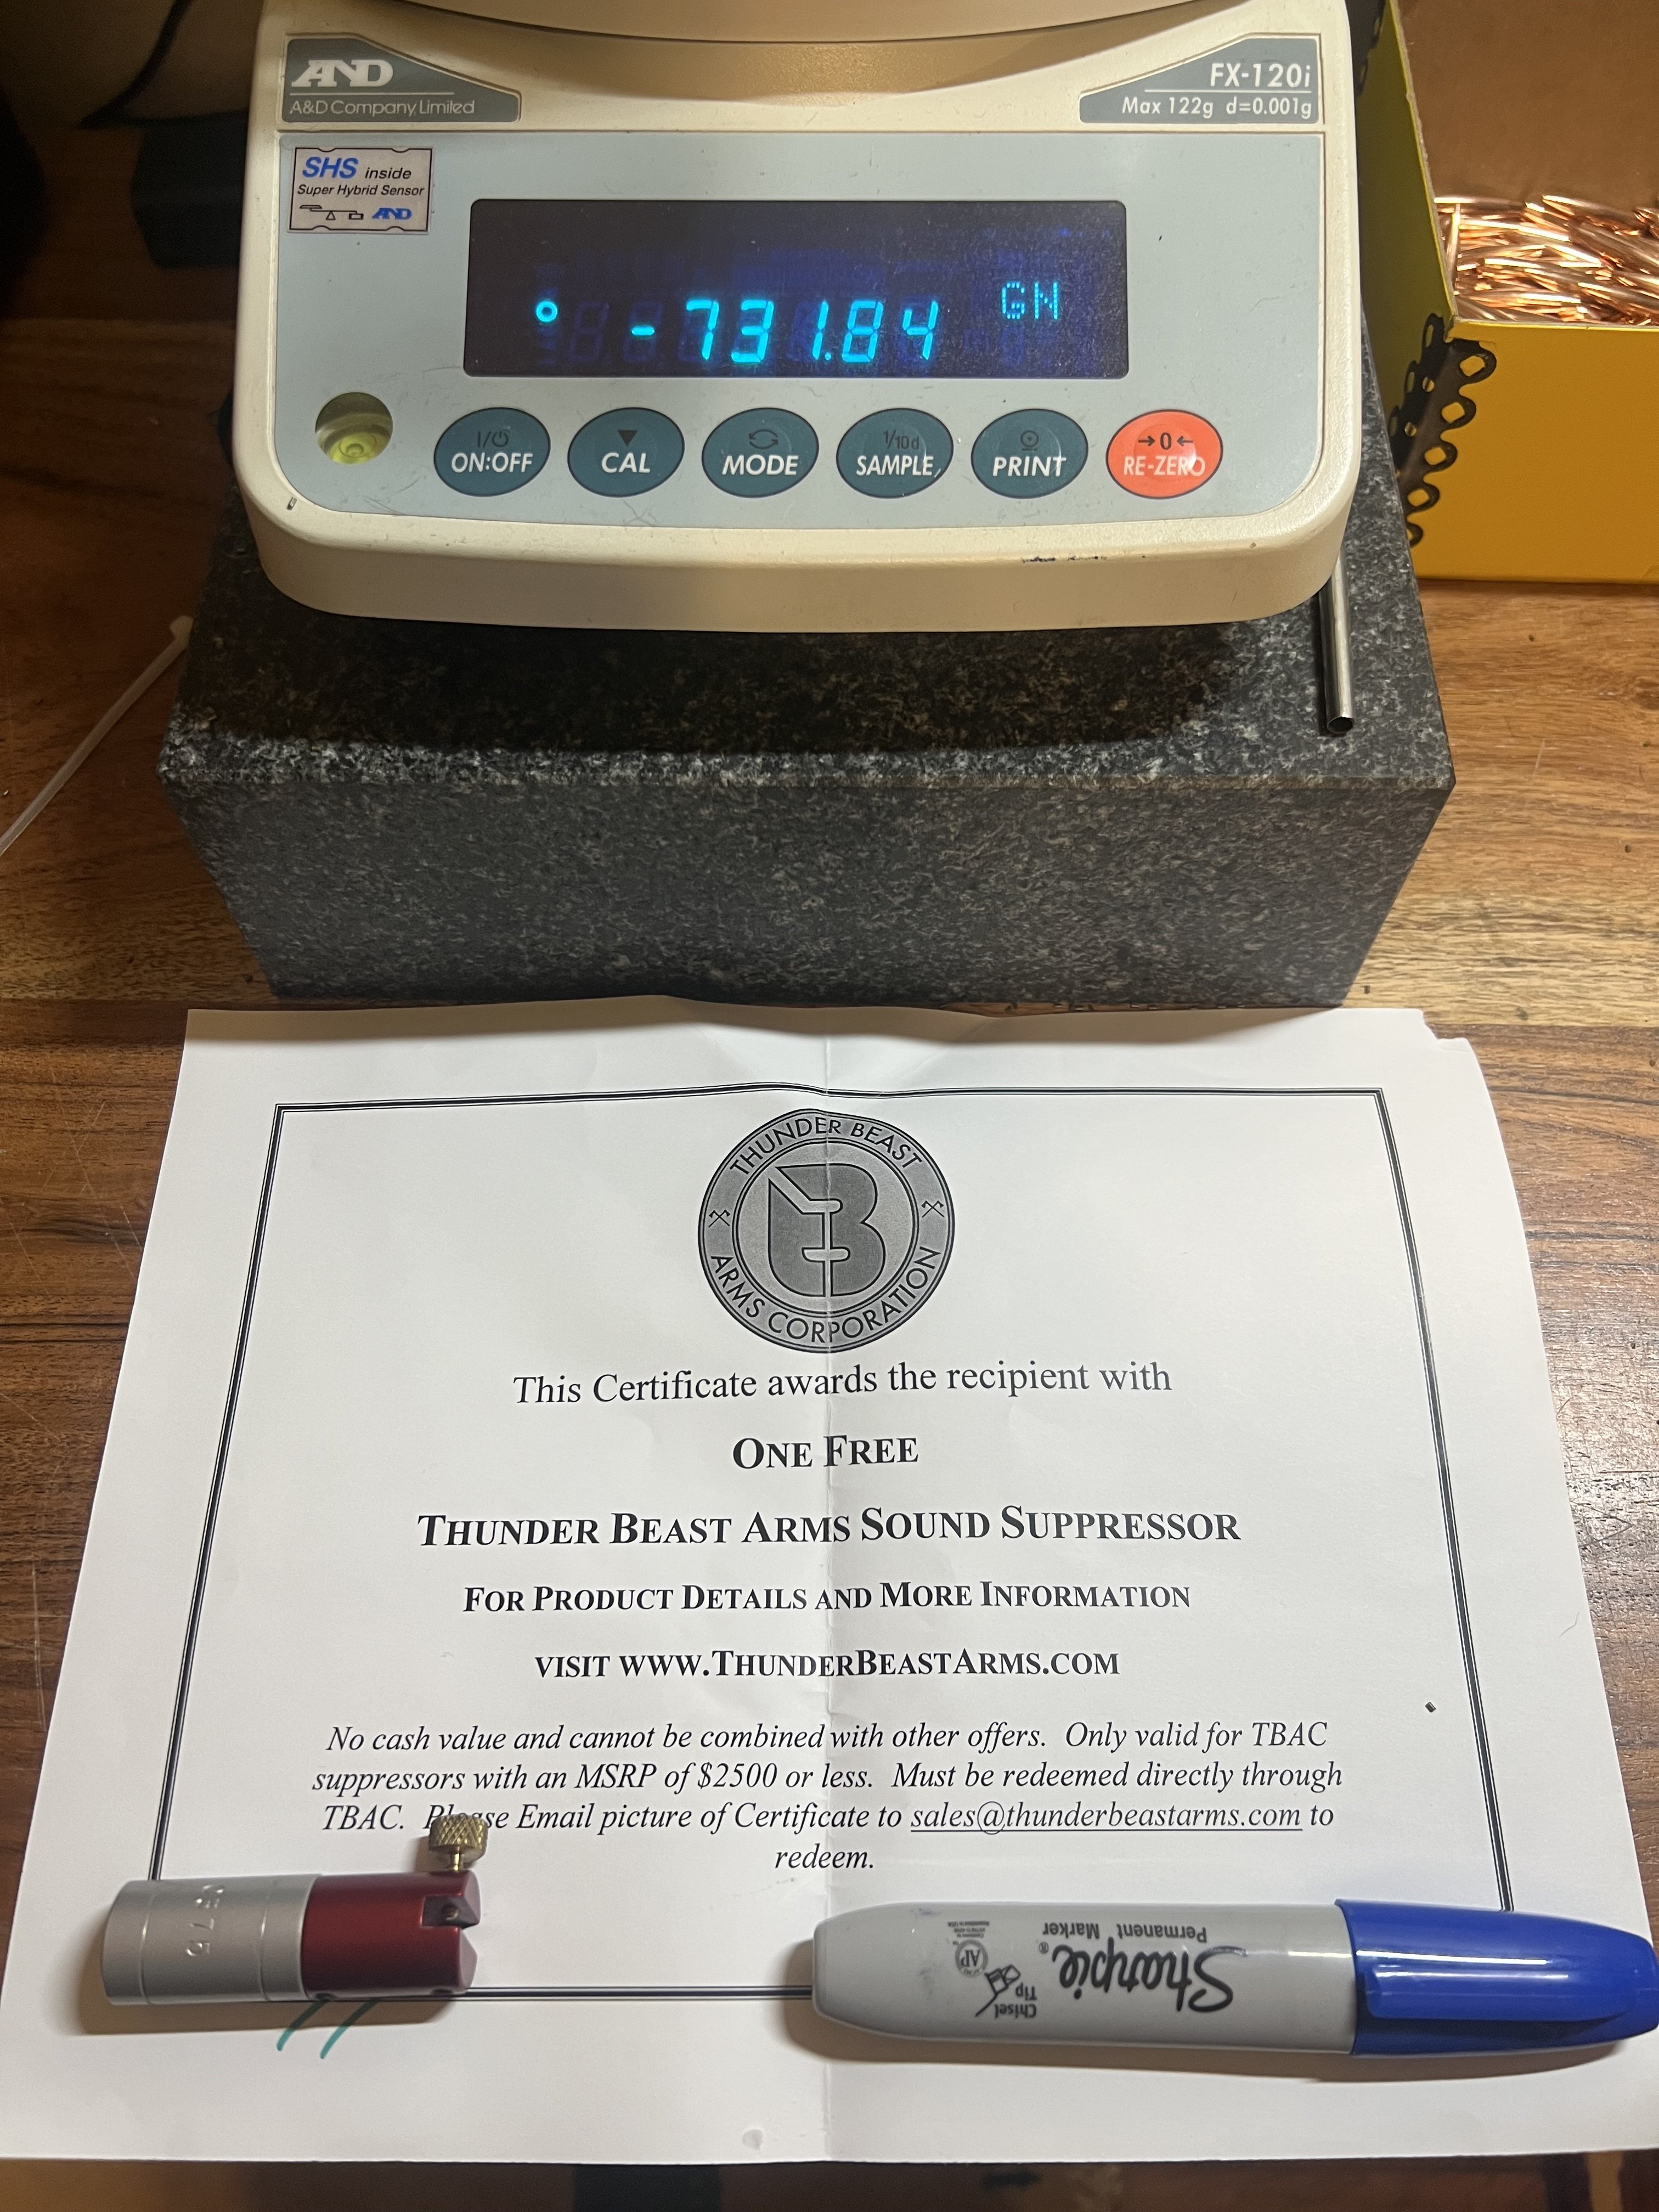 AND
A&D Company, Limited
FX-120i
Max 122g d=0.001g
SHS inside
Super Hybrid Sensor
AND
-731.84 GN
I/
ON:OFF
CAL
MODE
1/10d
SAMPLE
PRINT
→0←
RE-ZERO
THUNDER BEAST
ARMS CORPORATION
This Certificate awards the recipient with
ONE FREE
THUNDER BEAST ARMS SOUND SUPPRESSOR
FOR PRODUCT DETAILS AND MORE INFORMATION
VISIT WWW.THUNDERBEASTARMS.COM
No cash value and cannot be combined with other offers. Only valid for TBAC
suppressors with an MSRP of $2500 or less. Must be redeemed directly through
TBAC. Please Email picture of Certificate to sales@thunderbeastarms.com to
redeem.
Sharpie®
Permanent Marker
Chisel
Tip
AP